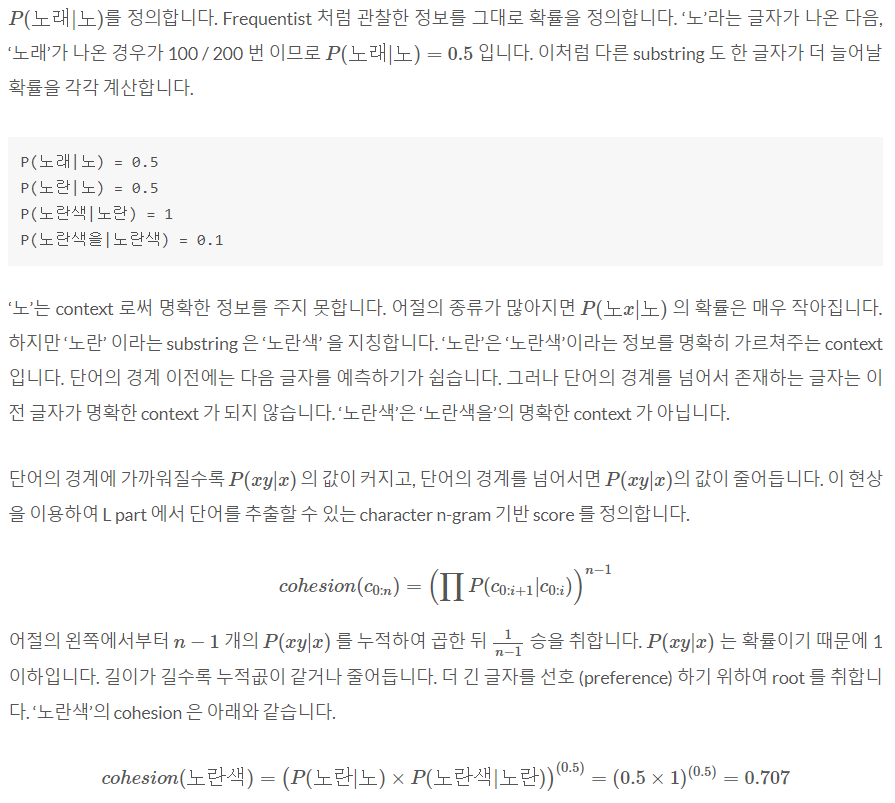 P(노래|노)를 정의합니다. Frequentist 처럼 관찰한 정보를 그대로 확률을 정의합니다. ‘노’라는 글자가 나온 다음,
‘노래’가 나온 경우가 100 / 200 번 이므로 P(노래|노) = 0.5 입니다. 이처럼 다른 substring 도 한 글자가 더 늘어날
확률을 각각 계산합니다.
P(노래|노) = 0.5
P(노란|노) = 0.5
P(노란색|노란) = 1
P(노란색을|노란색) = 0.1
‘노’는 context 로써 명확한 정보를 주지 못합니다. 어절의 종류가 많아지면 P(노x|노) 의 확률은 매우 작아집니다.
하지만 ‘노란’ 이라는 substring 은 ‘노란색’ 을 지칭합니다. ‘노란’은 ‘노란색’이라는 정보를 명확히 가르쳐주는 context
입니다. 단어의 경계 이전에는 다음 글자를 예측하기가 쉽습니다. 그러나 단어의 경계를 넘어서 존재하는 글자는 이
전 글자가 명확한 context 가 되지 않습니다. ‘노란색’은 ‘노란색을’의 명확한 context 가 아닙니다.
단어의 경계에 가까워질수록 P(xy|x) 의 값이 커지고, 단어의 경계를 넘어서면 P(xy|x)의 값이 줄어듭니다. 이 현상
을 이용하여 L part 에서 단어를 추출할 수 있는 character n-gram 기반 score 를 정의합니다.
cohesion(c_{0:n}) = (∏ P(c_{0:i+1}|c_{0:i}))^{n−1}
어절의 왼쪽에서부터 n − 1 개의 P(xy|x) 를 누적하여 곱한 뒤 1/(n−1) 승을 취합니다. P(xy|x) 는 확률이기 때문에 1
이하입니다. 길이가 길수록 누적곲이 같거나 줄어듭니다. 더 긴 글자를 선호 (preference) 하기 위하여 root 를 취합니
다. ‘노란색’의 cohesion 은 아래와 같습니다.
cohesion(노란색) = (P(노란|노) × P(노란색|노란))^{(0.5)} = (0.5 × 1)^{(0.5)} = 0.707